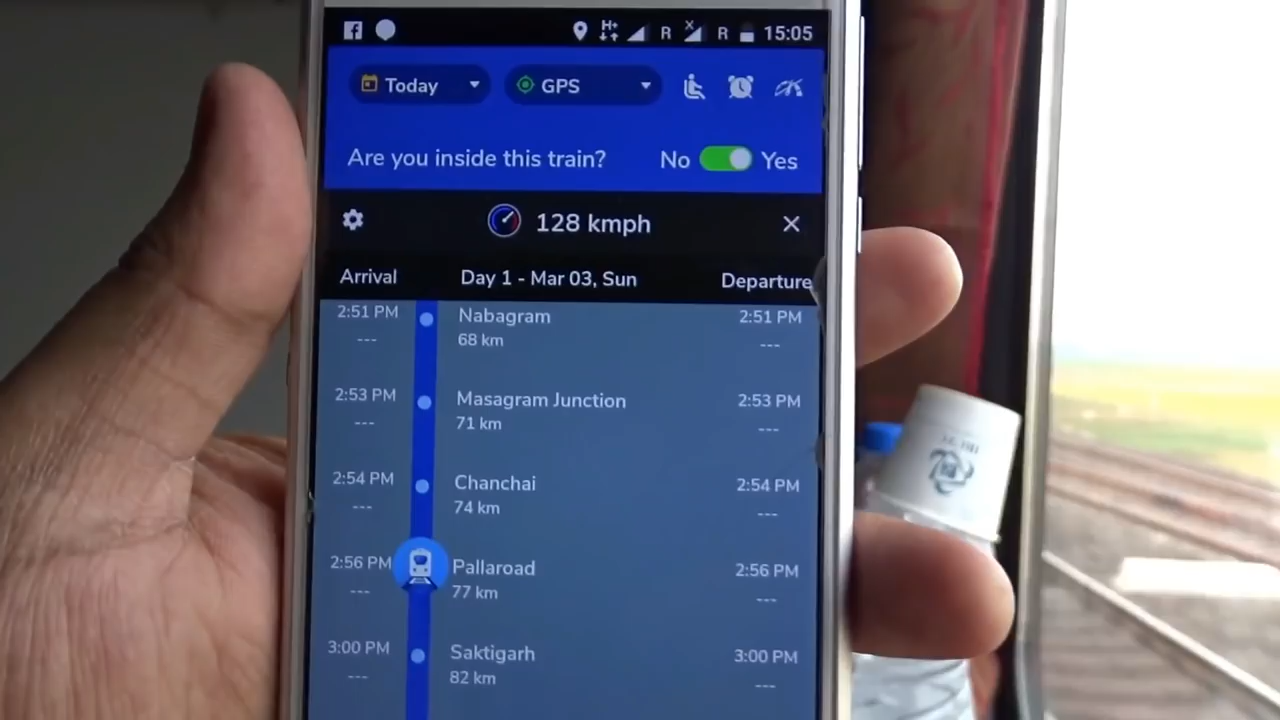 H+ R X R 15:05
Today GPS
Are you inside this train? No Yes
128 kmph ×
Arrival Day 1 - Mar 03, Sun Departure
2:51 PM Nabagram 2:51 PM
--- 68 km ---
2:53 PM Masagram Junction 2:53 PM
--- 71 km ---
2:54 PM Chanchai 2:54 PM
--- 74 km ---
2:56 PM Pallaroad 2:56 PM
--- 77 km ---
3:00 PM Saktigarh 3:00 PM
--- 82 km ---